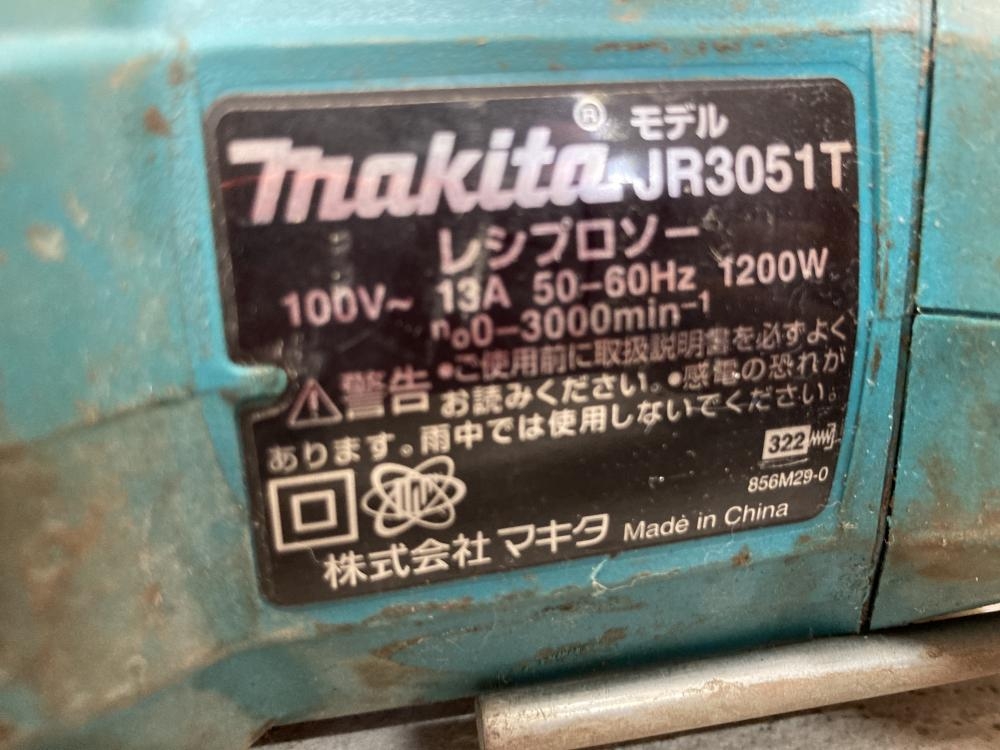 makita® モデル JR3051T
レシプロソー
100V~ 13A 50-60Hz 1200W
n₀0-3000min⁻¹
⚠警告 •ご使用前に取扱説明書を必ずよく
お読みください。•感電の恐れが
あります。雨中では使用しないでください。
322
856M29-0
株式会社 マキタ Made in China